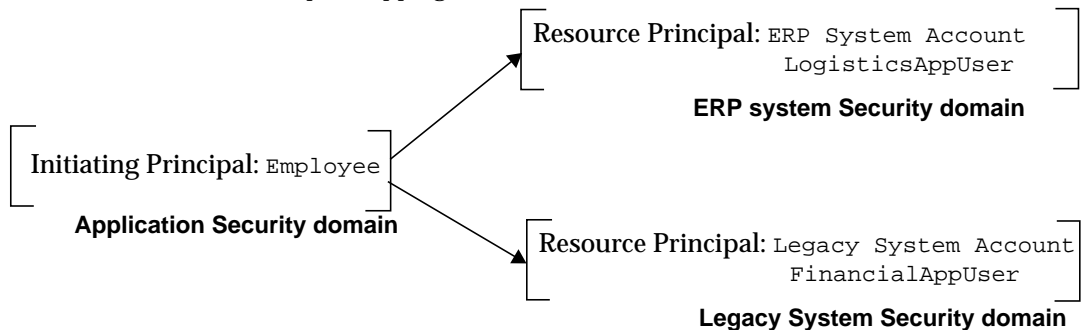 Resource Principal: ERP System Account
LogisticsAppUser
ERP system Security domain
Initiating Principal: Employee
Application Security domain
Resource Principal: Legacy System Account
FinancialAppUser
Legacy System Security domain